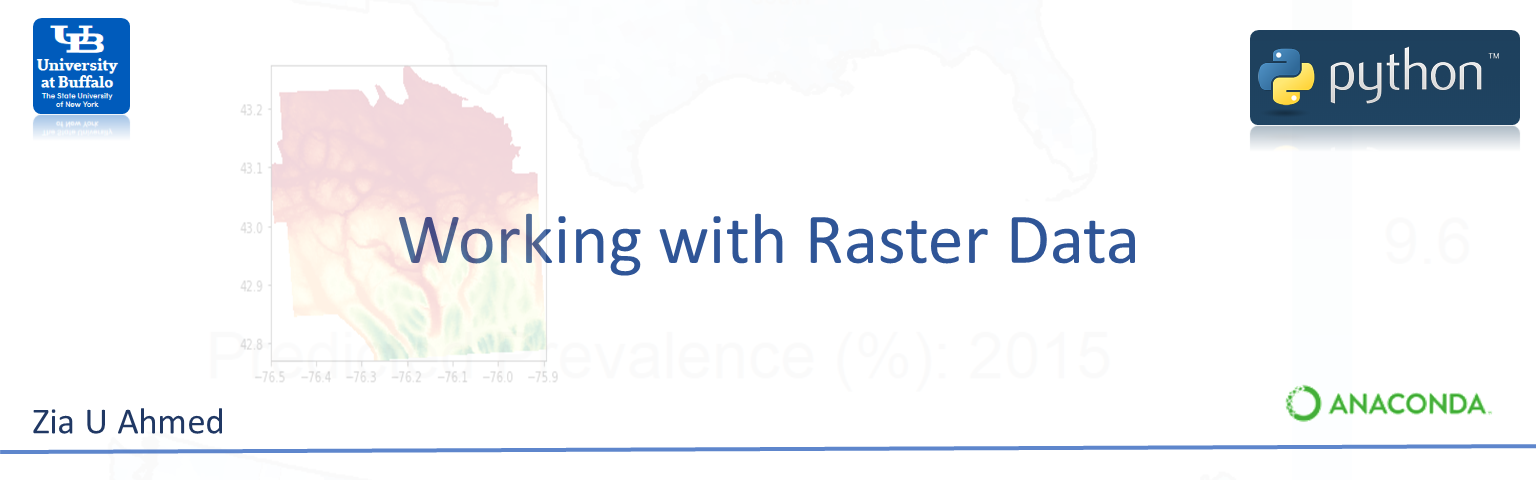 UB
University
at Buffalo
The State University
of New York
python™
43.2
43.1
43.0
42.9
42.8
−76.5 −76.4 −76.3 −76.2 −76.1 −76.0 −75.9
Working with Raster Data
9.6
Predicted Prevalence (%): 2015
Zia U Ahmed
ANACONDA